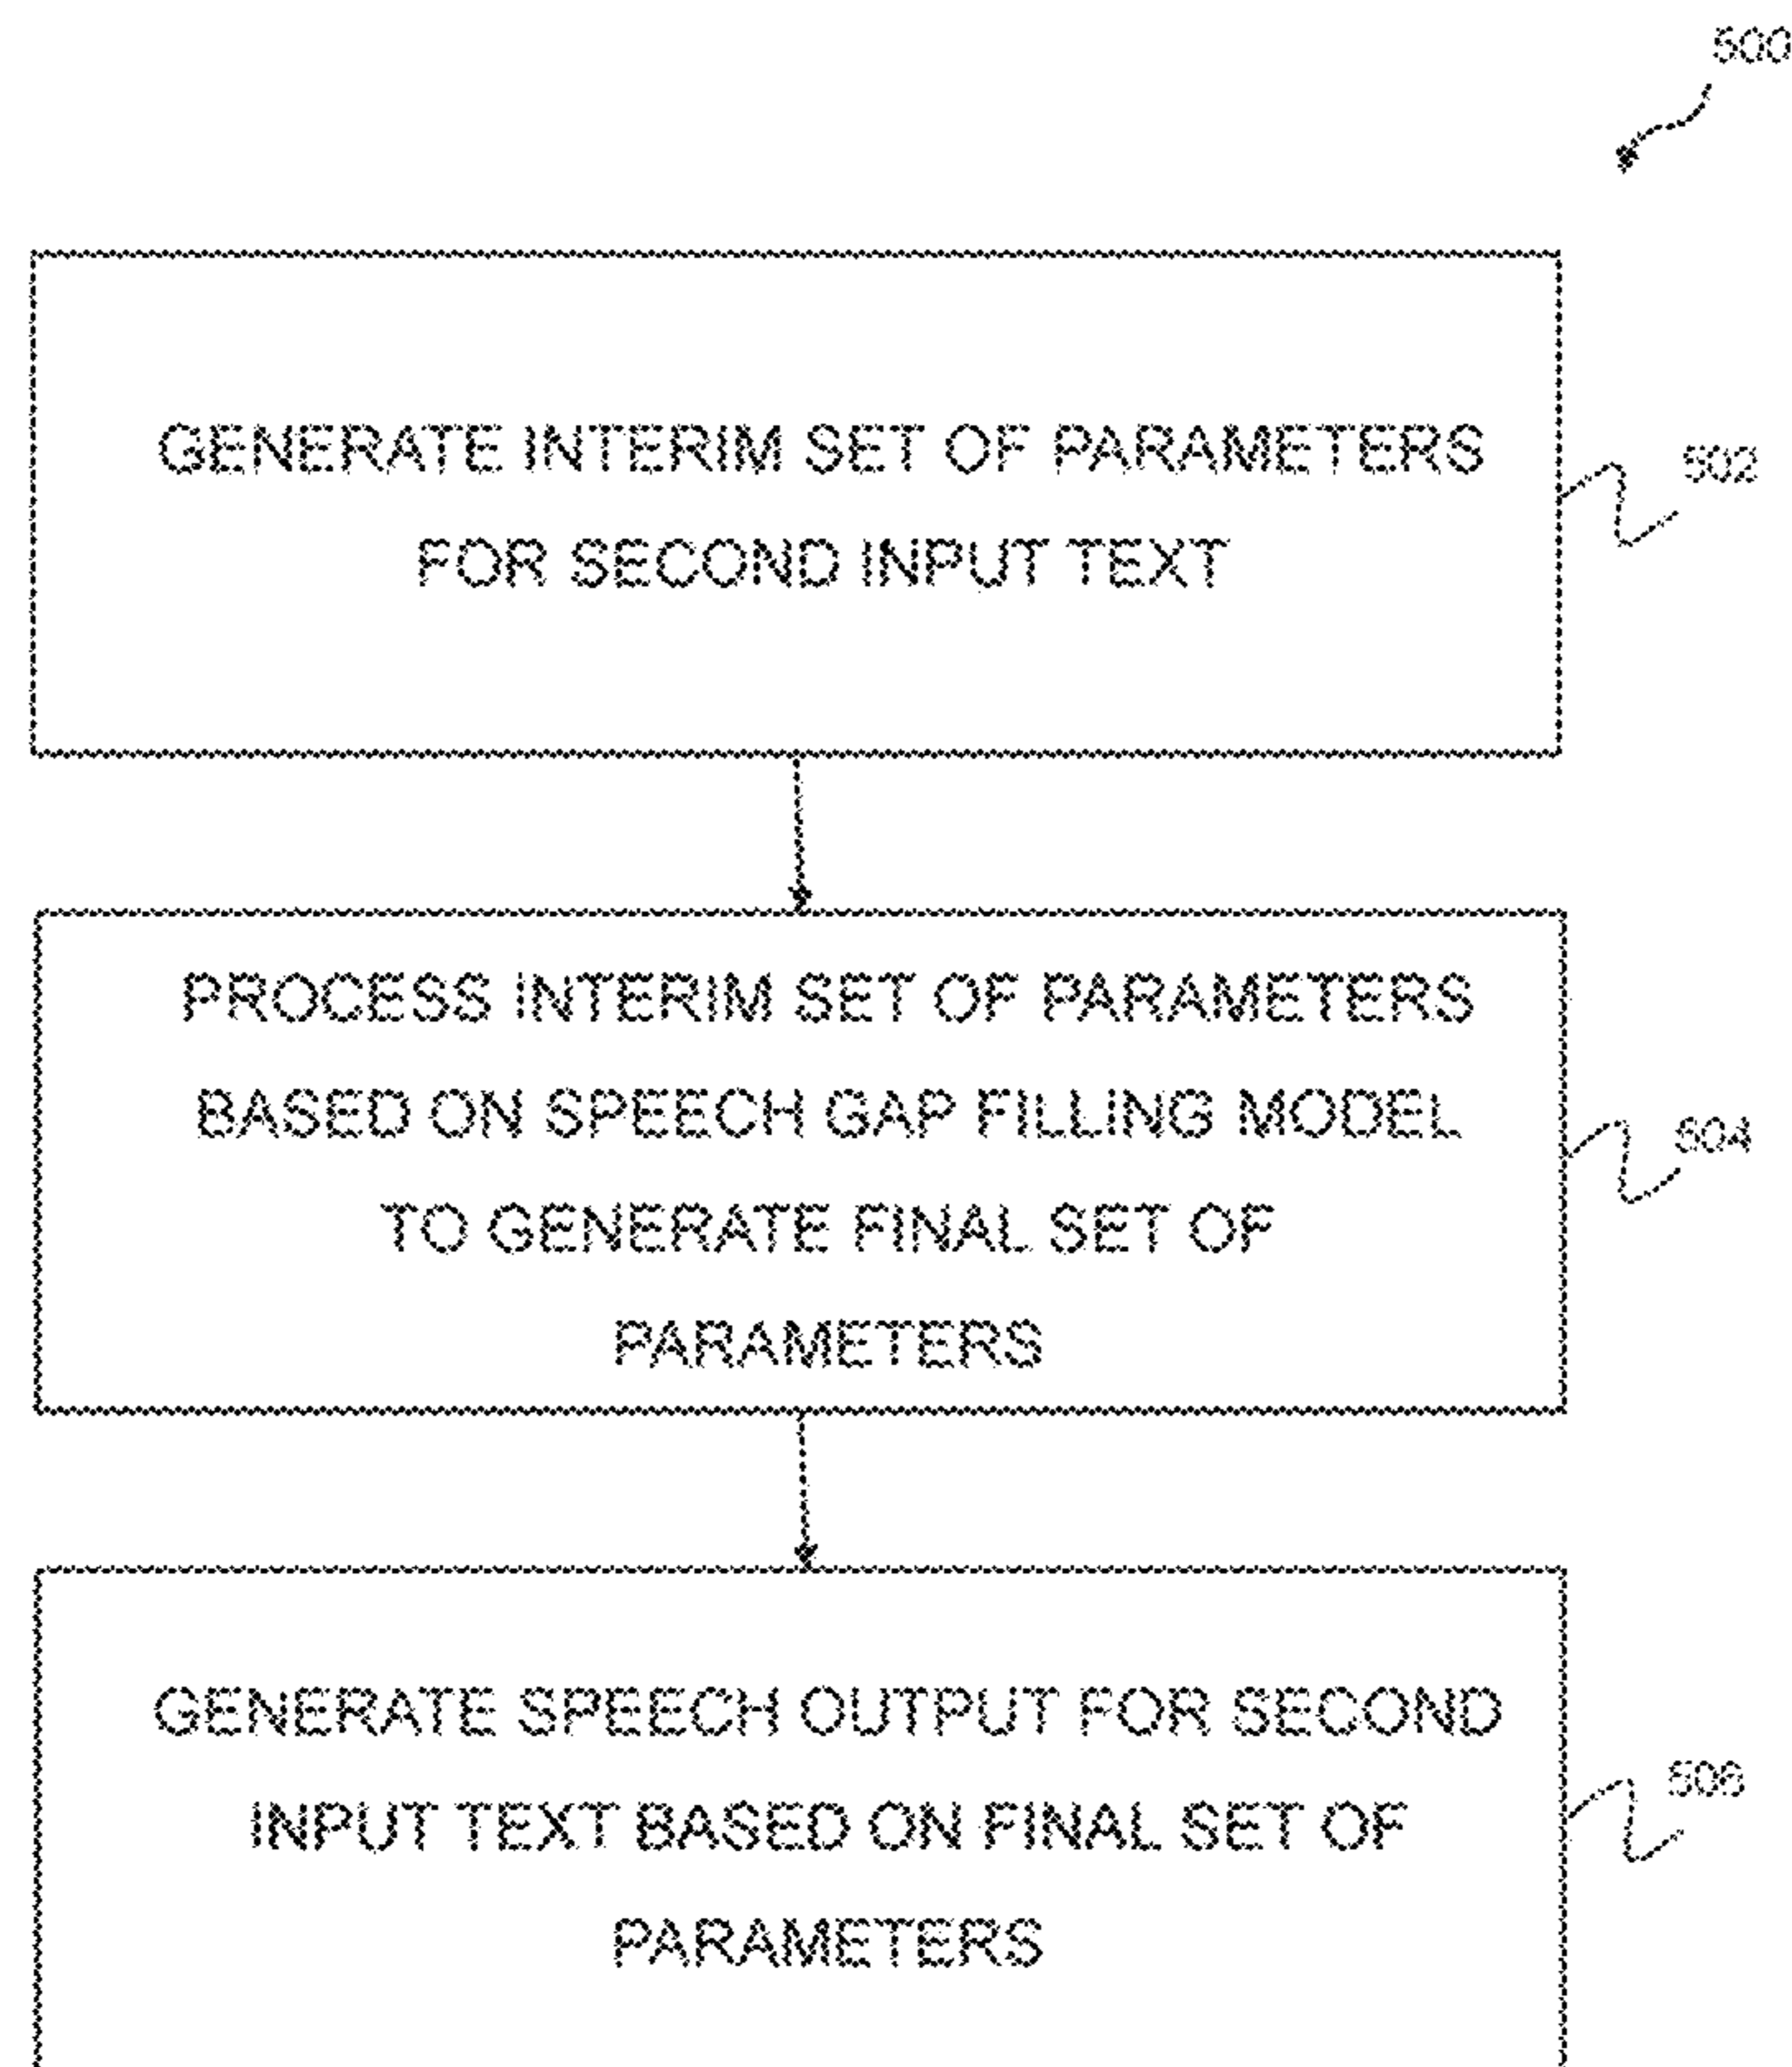 500
GENERATE INTERIM SET OF PARAMETERS
FOR SECOND INPUT TEXT
502
PROCESS INTERIM SET OF PARAMETERS
BASED ON SPEECH GAP FILLING MODEL
TO GENERATE FINAL SET OF
PARAMETERS
504
GENERATE SPEECH OUTPUT FOR SECOND
INPUT TEXT BASED ON FINAL SET OF
PARAMETERS
506